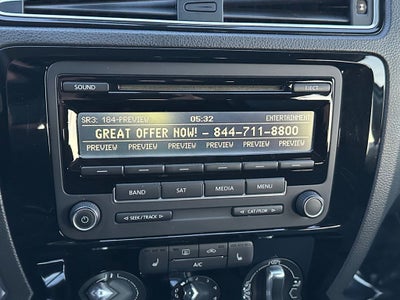 SOUND
EJECT
SR3: 184-PREVIEW 05:32 ENTERTAINMENT
GREAT OFFER NOW! - 844-711-8800
PREVIEW PREVIEW PREVIEW PREVIEW PREVIEW PREVIEW
BAND SAT MEDIA MENU
SEEK/TRACK CAT/FLDR
A/C